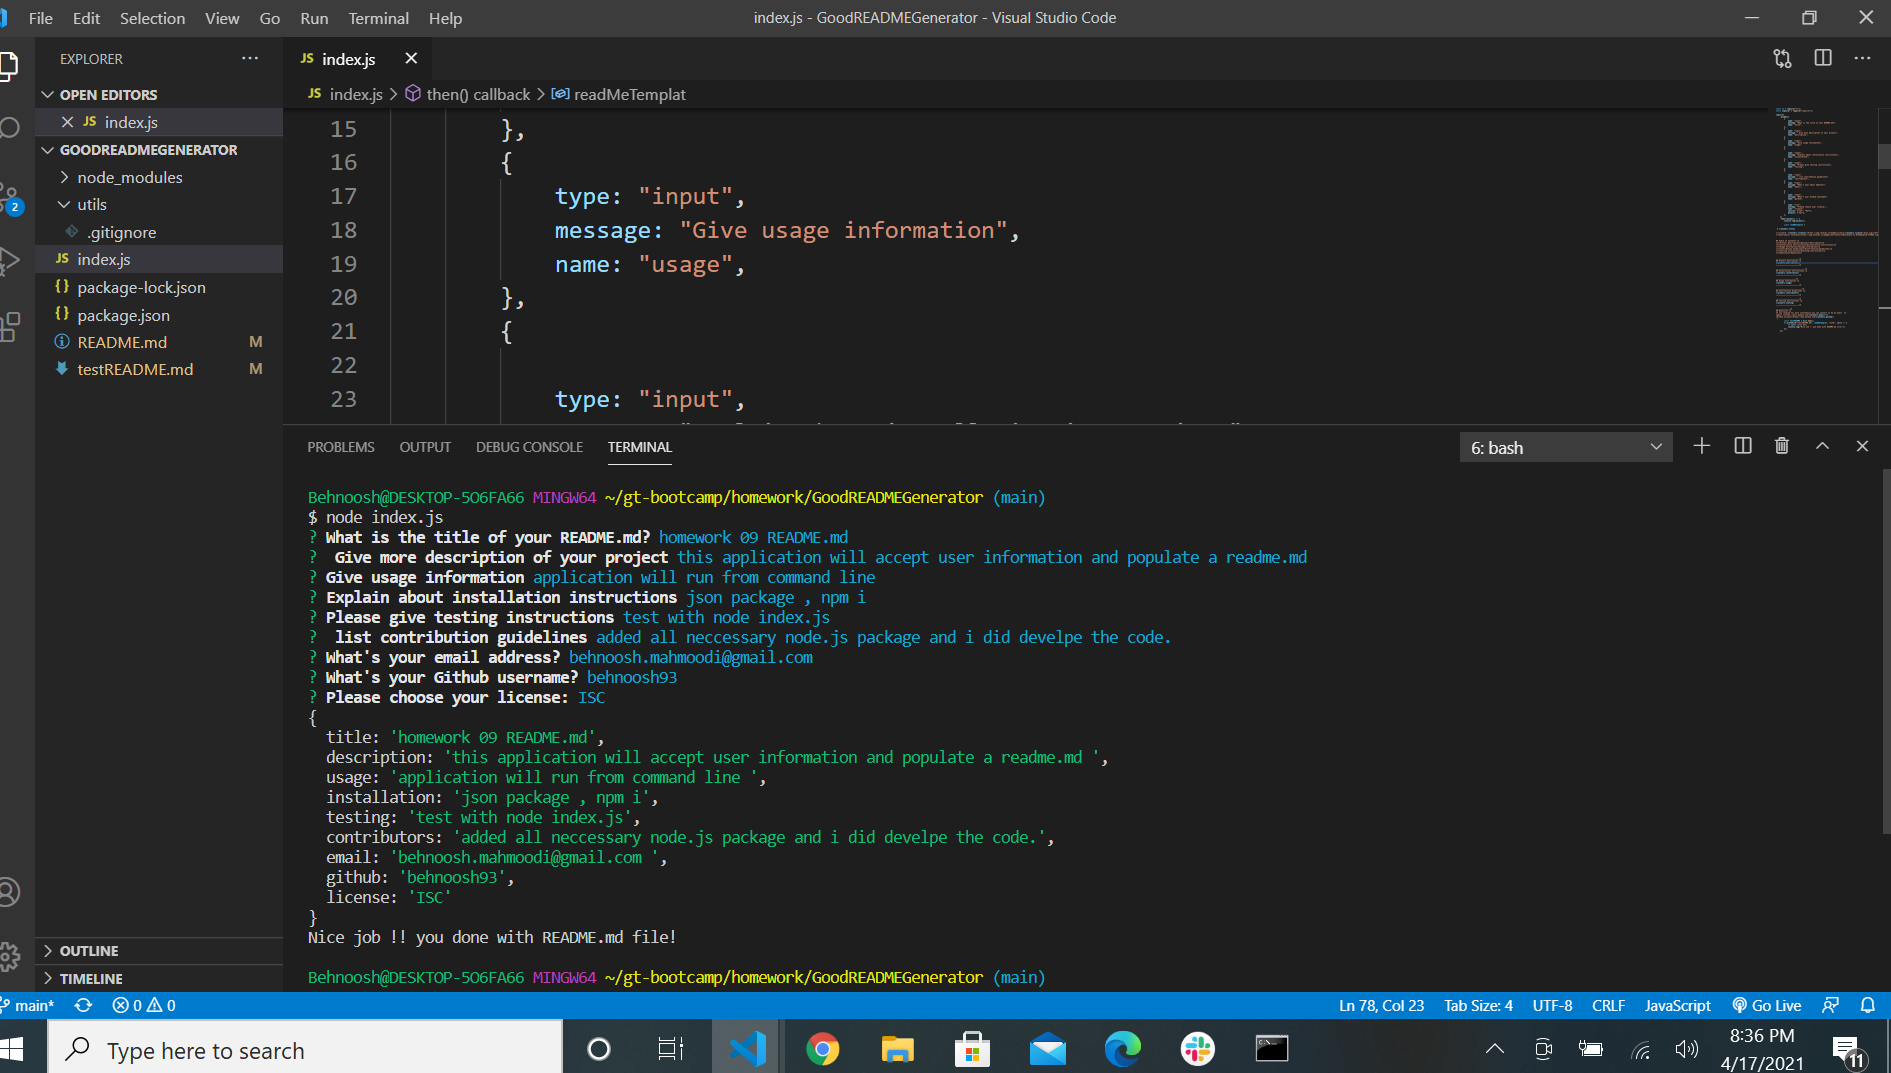 File Edit Selection View Go Run Terminal Help
index.js - GoodREADMEGenerator - Visual Studio Code
EXPLORER
OPEN EDITORS
JS index.js
GOODREADMEGENERATOR
node_modules
utils
.gitignore
JS index.js
{} package-lock.json
{} package.json
README.md M
testREADME.md M
2
OUTLINE
TIMELINE
JS index.js
JS index.js > then() callback > readMeTemplat
15 },
16 {
17 type: "input",
18 message: "Give usage information",
19 name: "usage",
20 },
21 {
22
23 type: "input",
PROBLEMS OUTPUT DEBUG CONSOLE TERMINAL
6: bash
Behnoosh@DESKTOP-5O6FA66 MINGW64 ~/gt-bootcamp/homework/GoodREADMEGenerator (main)
$ node index.js
? What is the title of your README.md? homework 09 README.md
?  Give more description of your project this application will accept user information and populate a readme.md
? Give usage information application will run from command line
? Explain about installation instructions json package , npm i
? Please give testing instructions test with node index.js
?  list contribution guidelines added all neccessary node.js package and i did develpe the code.
? What's your email address? behnoosh.mahmoodi@gmail.com
? What's your Github username? behnoosh93
? Please choose your license: ISC
{
title: 'homework 09 README.md',
description: 'this application will accept user information and populate a readme.md ',
usage: 'application will run from command line ',
installation: 'json package , npm i',
testing: 'test with node index.js',
contributors: 'added all neccessary node.js package and i did develpe the code.',
email: 'behnoosh.mahmoodi@gmail.com ',
github: 'behnoosh93',
license: 'ISC'
}
Nice job !! you done with README.md file!
Behnoosh@DESKTOP-5O6FA66 MINGW64 ~/gt-bootcamp/homework/GoodREADMEGenerator (main)
main* 0 0
Ln 78, Col 23 Tab Size: 4 UTF-8 CRLF JavaScript Go Live
Type here to search
8:36 PM
4/17/2021
11